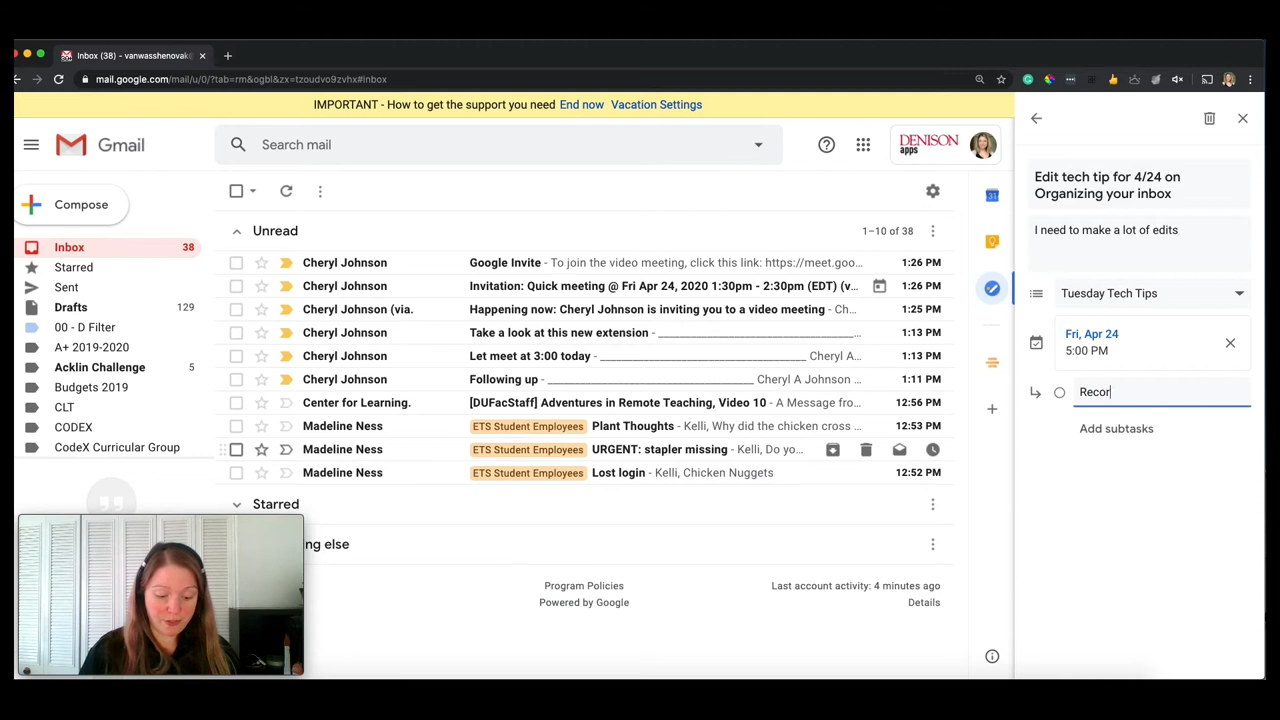 Inbox (38) - vanwasshenovak@
mail.google.com/mail/u/0/?tab=rm&ogbl&zx=tzoudvo9zvhx#inbox
IMPORTANT - How to get the support you need End now Vacation Settings
Gmail
Search mail
DENISON
apps
Compose
Inbox 38
Starred
Sent
Drafts 129
00 - D Filter
A+ 2019-2020
Acklin Challenge 5
Budgets 2019
CLT
CODEX
CodeX Curricular Group
Unread 1–10 of 38
Cheryl Johnson Google Invite - To join the video meeting, click this link: https://meet.goo... 1:26 PM
Cheryl Johnson Invitation: Quick meeting @ Fri Apr 24, 2020 1:30pm - 2:30pm (EDT) (v... 1:26 PM
Cheryl Johnson (via. Happening now: Cheryl Johnson is inviting you to a video meeting - Ch... 1:25 PM
Cheryl Johnson Take a look at this new extension - 1:13 PM
Cheryl Johnson Let meet at 3:00 today - Cheryl A... 1:13 PM
Cheryl Johnson Following up - Cheryl A Johnson ... 1:11 PM
Center for Learning. [DUFacStaff] Adventures in Remote Teaching, Video 10 - A Message fro... 12:56 PM
Madeline Ness ETS Student Employees Plant Thoughts - Kelli, Why did the chicken cross ... 12:53 PM
Madeline Ness ETS Student Employees URGENT: stapler missing - Kelli, Do yo...
Madeline Ness ETS Student Employees Lost login - Kelli, Chicken Nuggets 12:52 PM
Starred
ng else
Program Policies
Powered by Google
Last account activity: 4 minutes ago
Details
31
Edit tech tip for 4/24 on
Organizing your inbox
I need to make a lot of edits
Tuesday Tech Tips
Fri, Apr 24
5:00 PM
Recor
Add subtasks